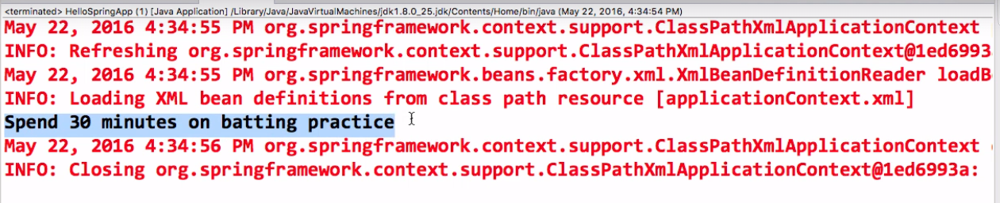 <terminated> HelloSpringApp (1) [Java Application] /Library/Java/JavaVirtualMachines/jdk1.8.0_25.jdk/Contents/Home/bin/java (May 22, 2016, 4:34:54 PM)
May 22, 2016 4:34:55 PM org.springframework.context.support.ClassPathXmlApplicationContext
INFO: Refreshing org.springframework.context.support.ClassPathXmlApplicationContext@1ed6993
May 22, 2016 4:34:55 PM org.springframework.beans.factory.xml.XmlBeanDefinitionReader loadB
INFO: Loading XML bean definitions from class path resource [applicationContext.xml]
Spend 30 minutes on batting practice
May 22, 2016 4:34:56 PM org.springframework.context.support.ClassPathXmlApplicationContext
INFO: Closing org.springframework.context.support.ClassPathXmlApplicationContext@1ed6993a: